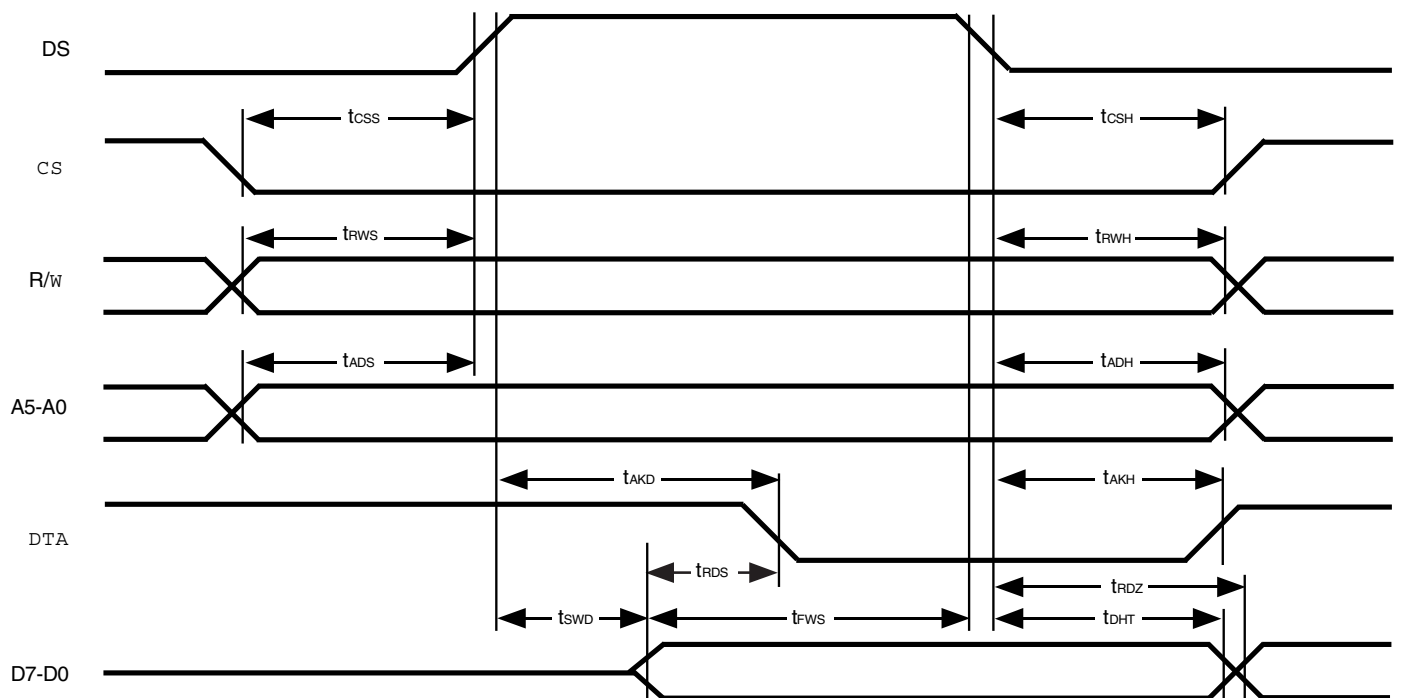 DS
tCSS
tCSH
CS
tRWS
tRWH
R/W
tADS
tADH
A5-A0
tAKD
tAKH
DTA
tRDS
tRDZ
tSWD
tFWS
tDHT
D7-D0